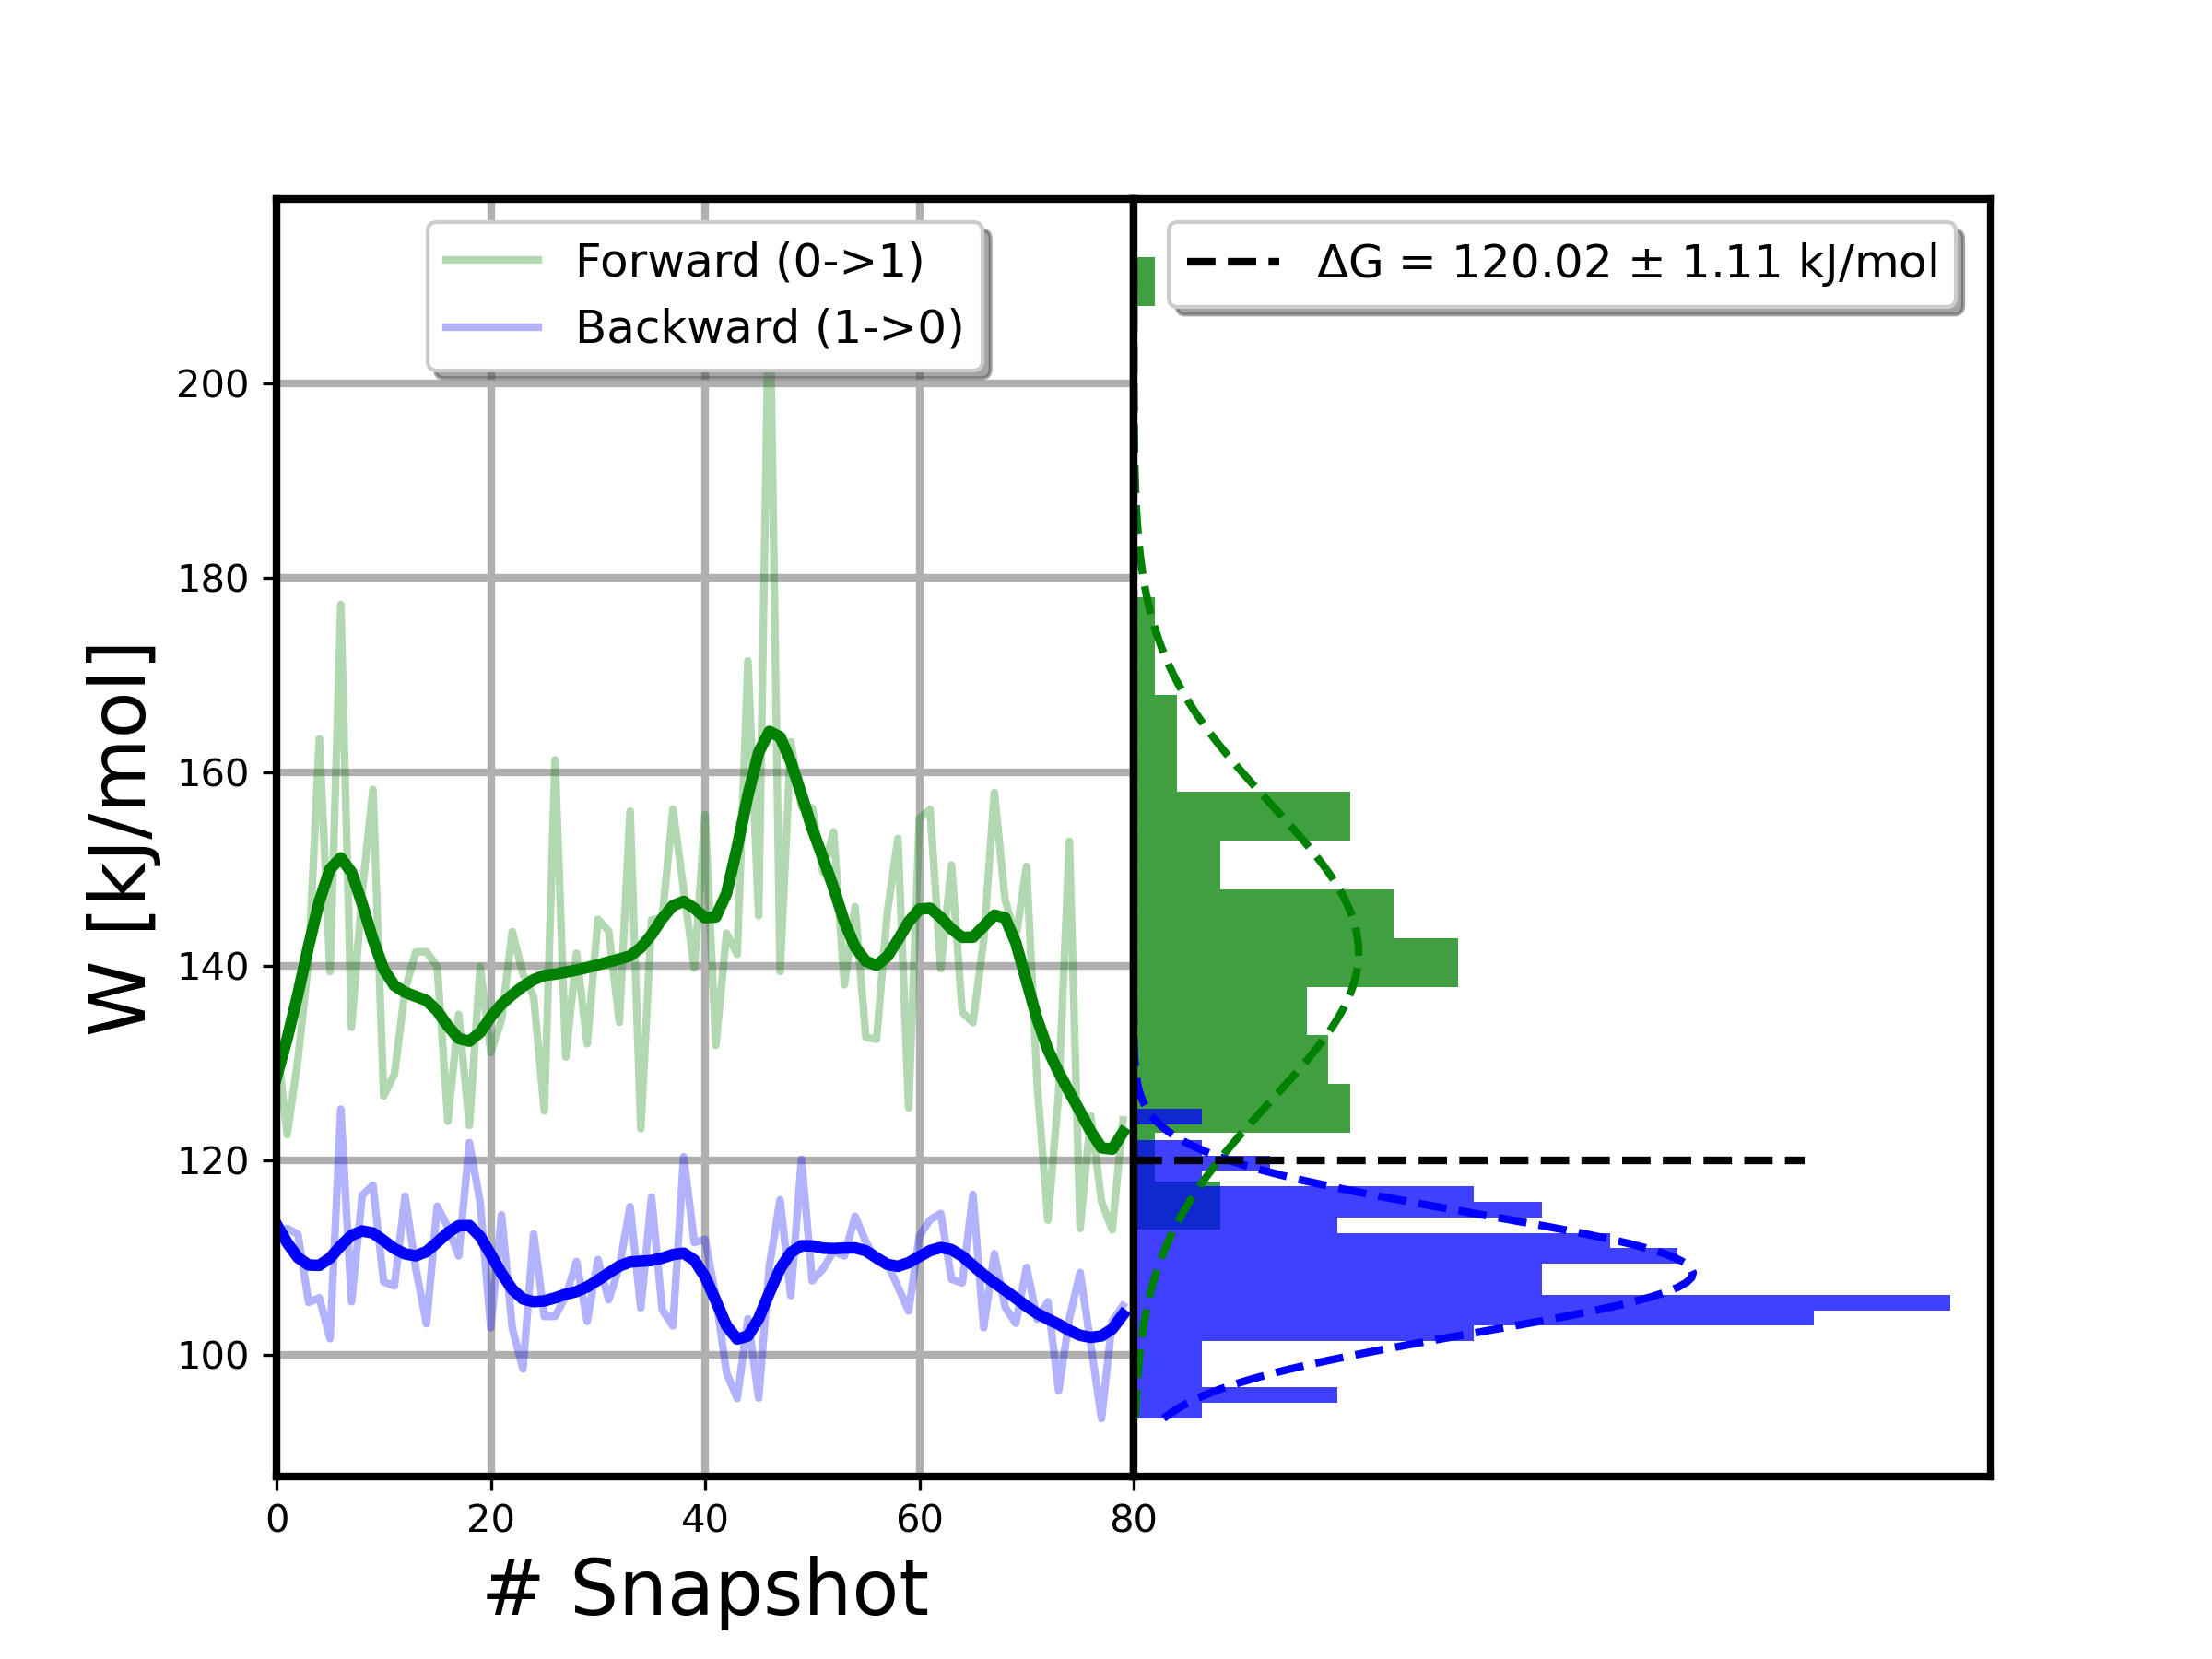 Forward (0->1)
Backward (1->0)
ΔG = 120.02 ± 1.11 kJ/mol
W [kJ/mol]
200
180
160
140
120
100
0
20
40
60
80
# Snapshot